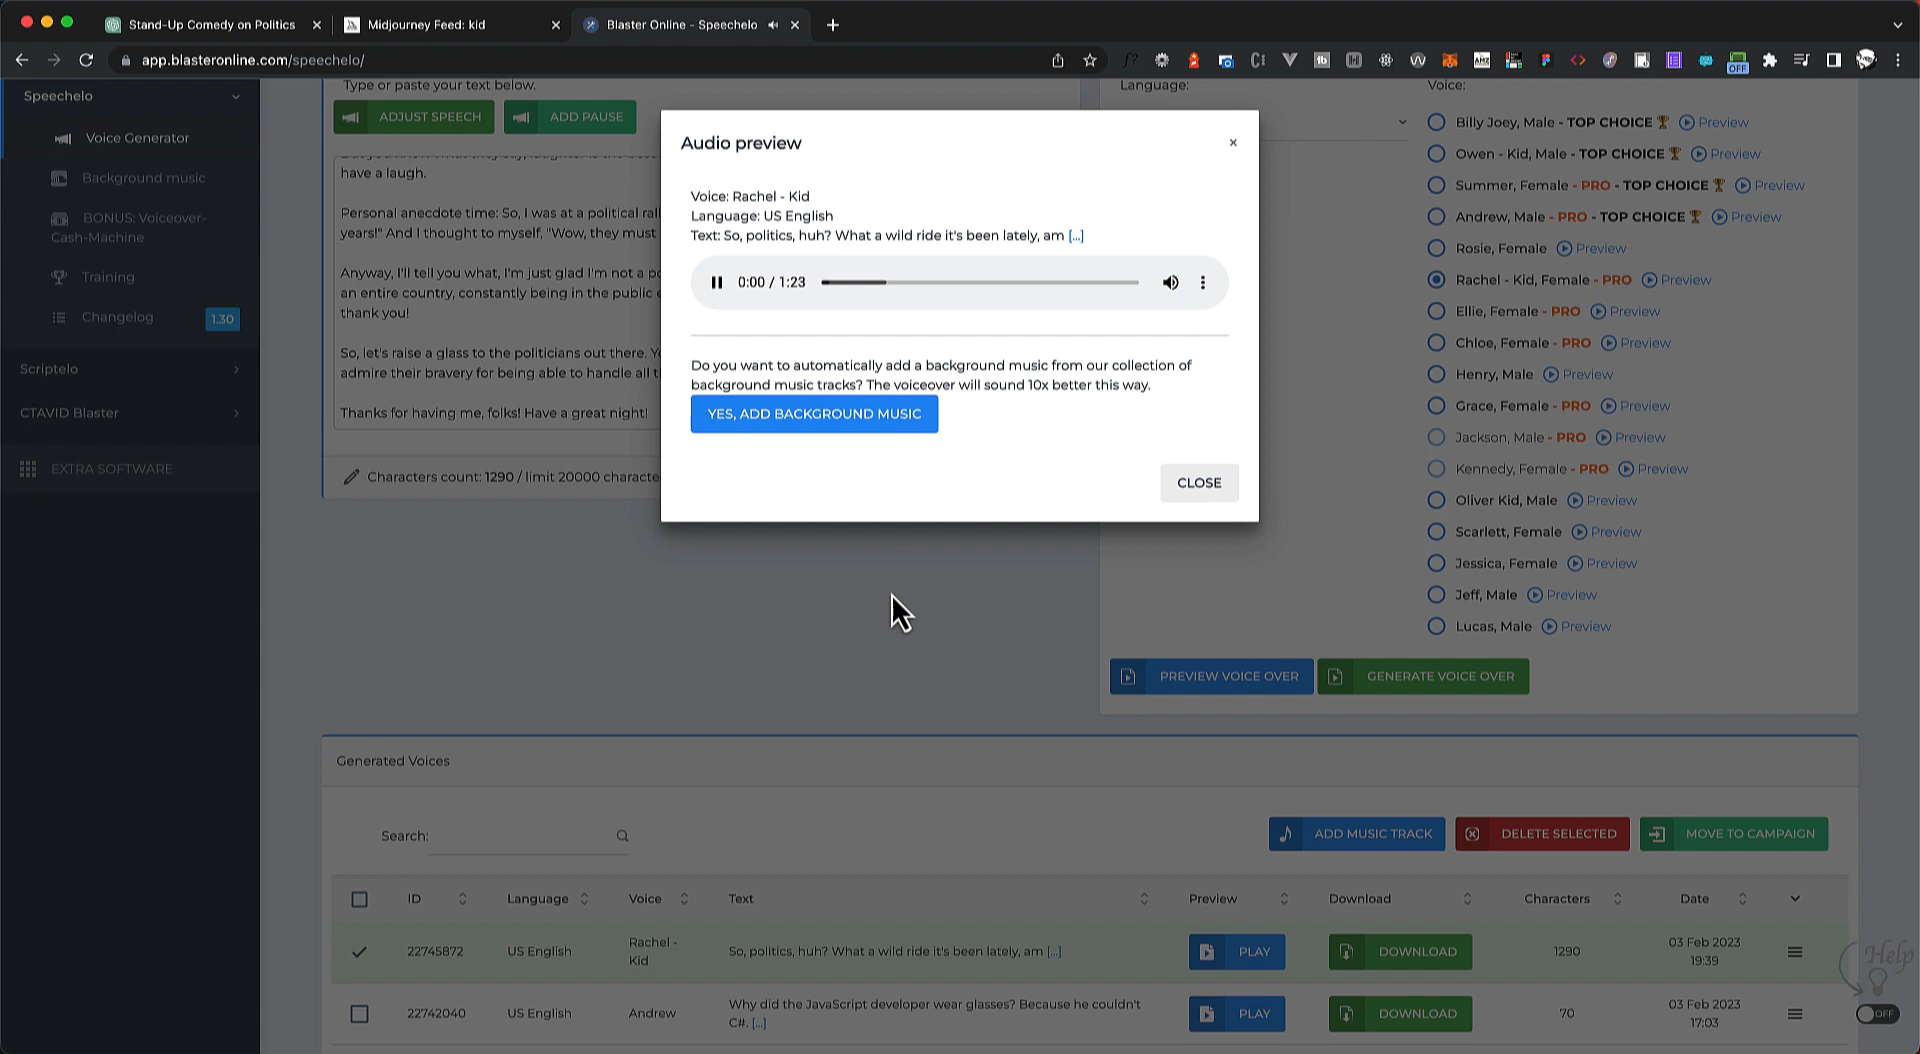 Stand-Up Comedy on Politics
Midjourney Feed: kid
Blaster Online - Speechelo
app.blasteronline.com/speechelo/
OFF
Speechelo
Voice Generator
Background music
BONUS: Voiceover-
Cash-Machine
Training
Changelog
1.30
Scriptelo
CTAVID Blaster
EXTRA SOFTWARE
Type or paste your text below.
ADJUST SPEECH
ADD PAUSE
have a laugh.
Personal anecdote time: So, I was at a political ral
years!" And I thought to myself, "Wow, they must
Anyway, I'll tell you what, I'm just glad I'm not a po
an entire country, constantly being in the public e
thank you!
So, let's raise a glass to the politicians out there. Y
admire their bravery for being able to handle all t
Thanks for having me, folks! Have a great night!
Characters count: 1290 / limit 20000 characte
Audio preview
×
Voice: Rachel - Kid
Language: US English
Text: So, politics, huh? What a wild ride it's been lately, am [...]
0:00 / 1:23
Do you want to automatically add a background music from our collection of
background music tracks? The voiceover will sound 10x better this way.
YES, ADD BACKGROUND MUSIC
CLOSE
Language:
Voice:
Billy Joey, Male - TOP CHOICE Preview
Owen - Kid, Male - TOP CHOICE Preview
Summer, Female - PRO - TOP CHOICE Preview
Andrew, Male - PRO - TOP CHOICE Preview
Rosie, Female Preview
Rachel - Kid, Female - PRO Preview
Ellie, Female - PRO Preview
Chloe, Female - PRO Preview
Henry, Male Preview
Grace, Female - PRO Preview
Jackson, Male - PRO Preview
Kennedy, Female - PRO Preview
Oliver Kid, Male Preview
Scarlett, Female Preview
Jessica, Female Preview
Jeff, Male Preview
Lucas, Male Preview
PREVIEW VOICE OVER
GENERATE VOICE OVER
Generated Voices
Search:
ADD MUSIC TRACK
DELETE SELECTED
MOVE TO CAMPAIGN
ID Language Voice Text Preview Download Characters Date
22745872 US English Rachel - Kid So, politics, huh? What a wild ride it's been lately, am [...] PLAY DOWNLOAD 1290 03 Feb 2023 19:39
22742040 US English Andrew Why did the JavaScript developer wear glasses? Because he couldn't C#. [...] PLAY DOWNLOAD 70 03 Feb 2023 17:03
Help
OFF